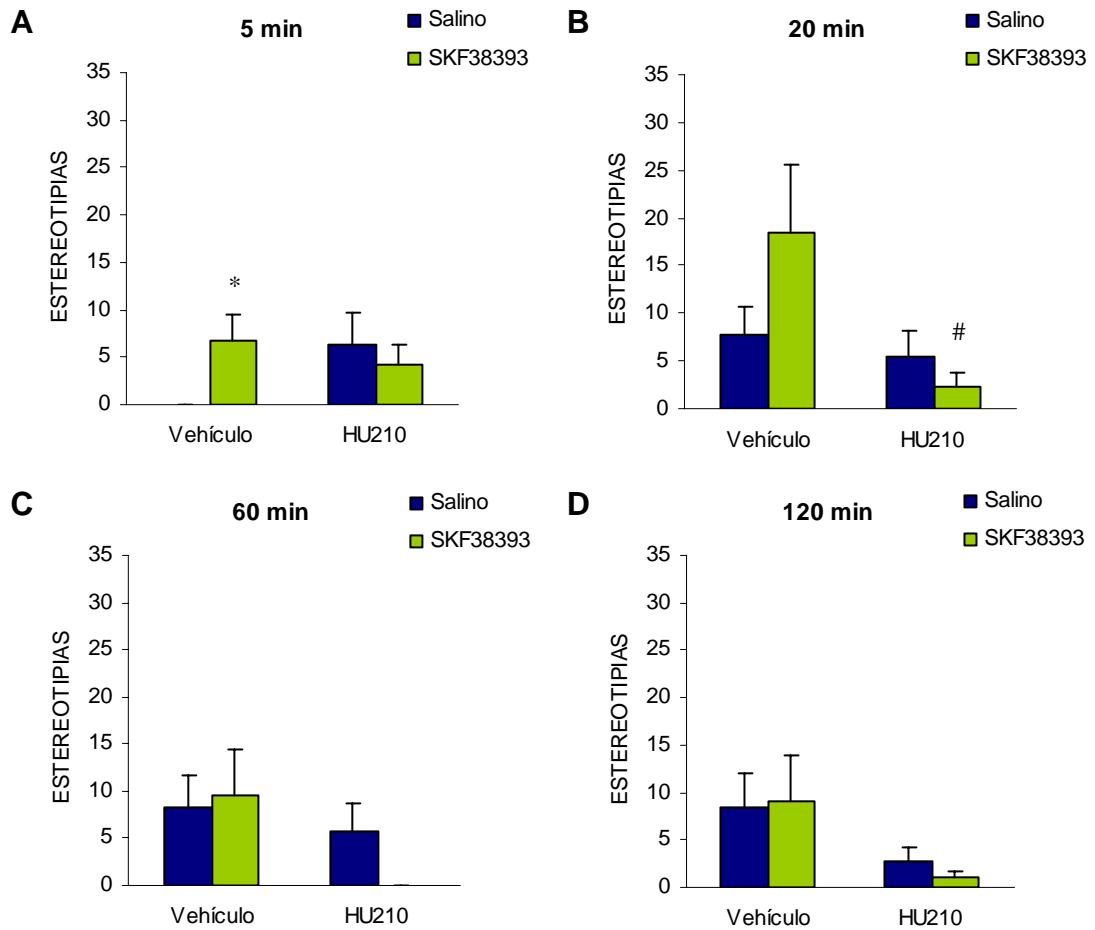 A
5 min
Salino
SKF38393
ESTEREOTIPIAS
35
30
25
20
15
10
5
0
*
Vehículo HU210
B
20 min
Salino
SKF38393
ESTEREOTIPIAS
35
30
25
20
15
10
5
0
#
Vehículo HU210
C
60 min
Salino
SKF38393
ESTEREOTIPIAS
35
30
25
20
15
10
5
0
Vehículo HU210
D
120 min
Salino
SKF38393
ESTEREOTIPIAS
35
30
25
20
15
10
5
0
Vehículo HU210